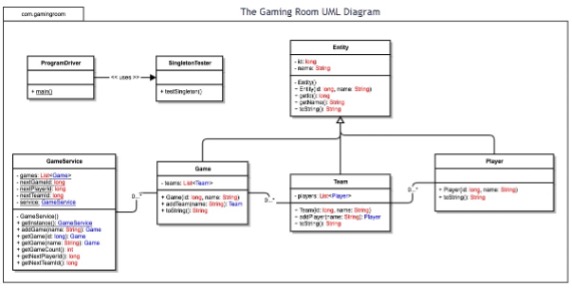 com.gamingroom
The Gaming Room UML Diagram
Entity
- id: long
- name: String
- Entity()
+ Entity(id: long, name: String)
+ getId(): long
+ getName(): String
+ toString(): String
ProgramDriver
+ main()
<< uses >>
SingletonTester
+ testSingleton()
GameService
- games: List<Game>
- nextGameId: long
- nextPlayerId: long
- nextTeamId: long
- service: GameService
- GameService()
+ getInstance(): GameService
+ addGame(name: String): Game
+ getGame(id: long): Game
+ getGame(name: String): Game
+ getGameCount(): int
+ getNextPlayerId(): long
+ getNextTeamId(): long
0..*
Game
- teams: List<Team>
+ Game(id: long, name: String)
+ addTeam(name: String): Team
+ toString(): String
0..*
Team
- players: List<Player>
+ Team(id: long, name: String)
+ addPlayer(name: String): Player
+ toString(): String
0..*
Player
+ Player(id: long, name: String)
+ toString(): String